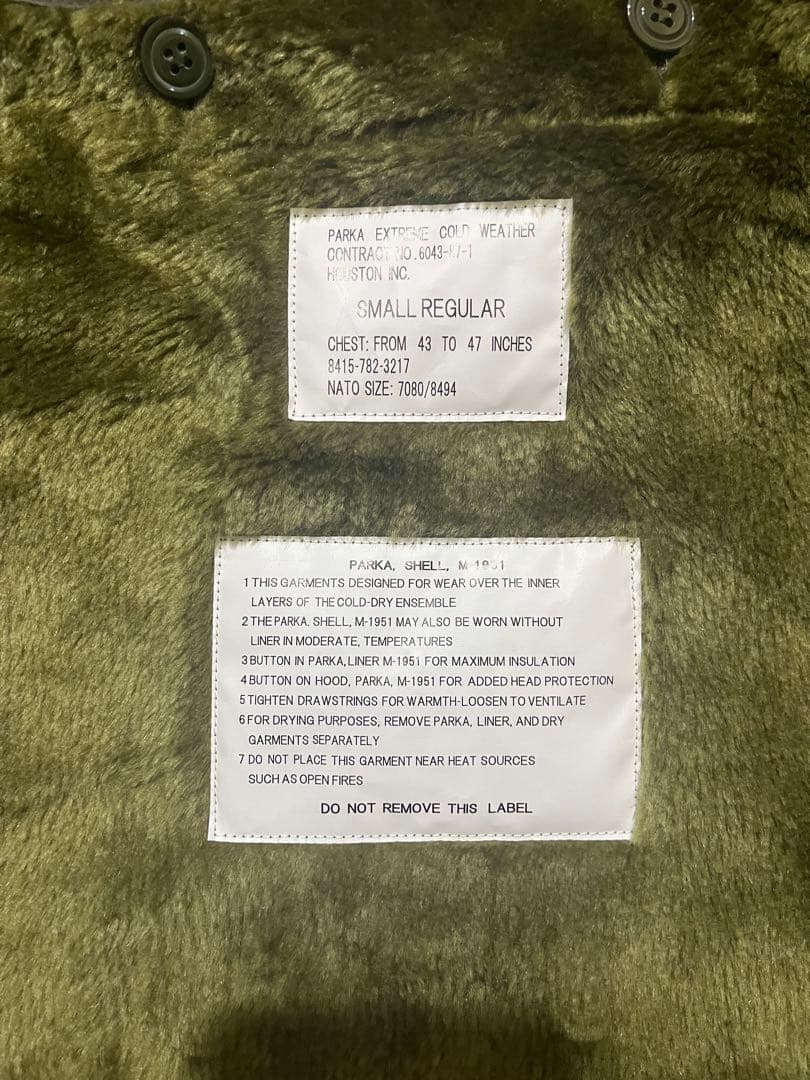 PARKA EXTREME COLD WEATHER
CONTRACT NO.6043-K7-1
HOUSTON INC.
SMALL REGULAR
CHEST: FROM 43 TO 47 INCHES
8415-782-3217
NATO SIZE: 7080/8494
PARKA, SHELL, M-1951
1 THIS GARMENTS DESIGNED FOR WEAR OVER THE INNER
LAYERS OF THE COLD-DRY ENSEMBLE
2 THE PARKA. SHELL, M-1951 MAY ALSO BE WORN WITHOUT
LINER IN MODERATE, TEMPERATURES
3 BUTTON IN PARKA, LINER M-1951 FOR MAXIMUM INSULATION
4 BUTTON ON HOOD, PARKA, M-1951 FOR ADDED HEAD PROTECTION
5 TIGHTEN DRAWSTRINGS FOR WARMTH-LOOSEN TO VENTILATE
6 FOR DRYING PURPOSES, REMOVE PARKA, LINER, AND DRY
GARMENTS SEPARATELY
7 DO NOT PLACE THIS GARMENT NEAR HEAT SOURCES
SUCH AS OPEN FIRES
DO NOT REMOVE THIS LABEL